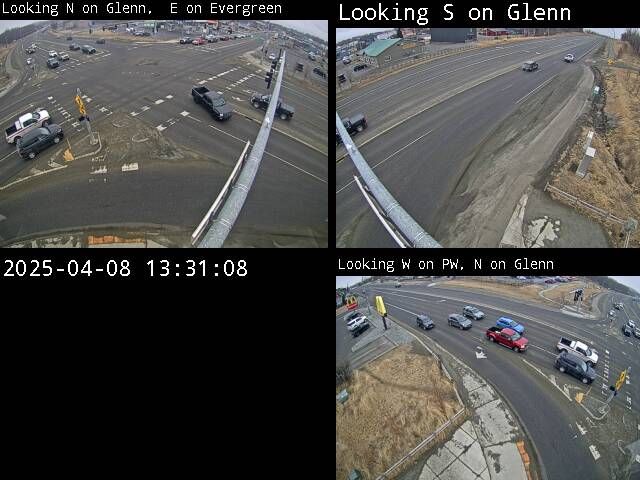 Looking N on Glenn,  E on Evergreen
Looking S on Glenn
2025-04-08 13:31:08
Looking W on PW, N on Glenn